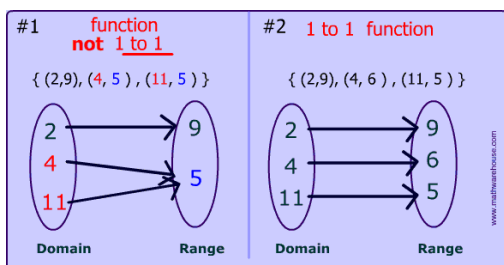 #1 function
not 1 to 1
{ (2,9), (4, 5 ) , (11, 5 ) }
2
9
4
5
11
Domain
Range
#2 1 to 1 function
{ (2,9), (4, 6 ) , (11, 5 ) }
2
9
4
6
11
5
Domain
Range
www.mathwarehouse.com